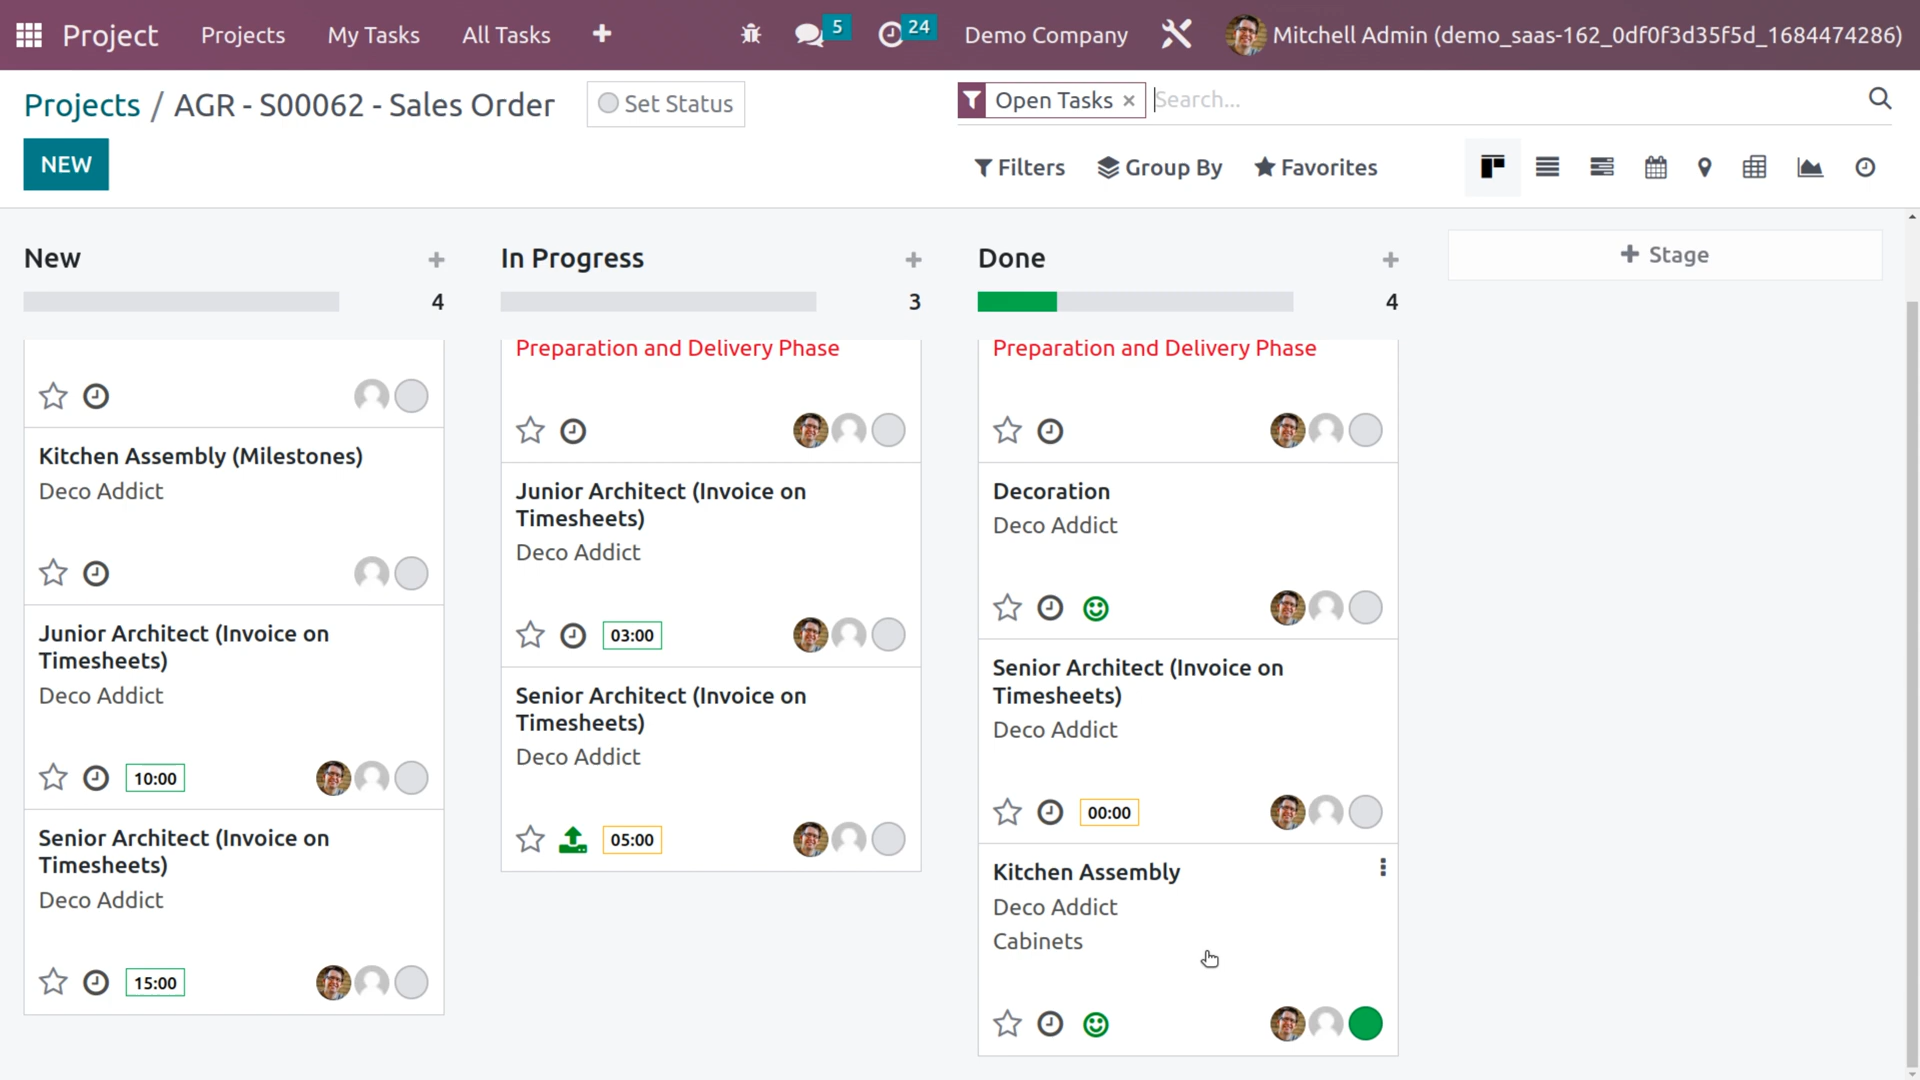 Project
Projects
My Tasks
All Tasks
5
24
Demo Company
Mitchell Admin (demo_saas-162_0df0f3d35f5d_1684474286)
Projects / AGR - S00062 - Sales Order
Set Status
Open Tasks ×
Search...
NEW
Filters
Group By
Favorites
New
4
Kitchen Assembly (Milestones)
Deco Addict
Junior Architect (Invoice on
Timesheets)
Deco Addict
10:00
Senior Architect (Invoice on
Timesheets)
Deco Addict
15:00
In Progress
3
Preparation and Delivery Phase
Junior Architect (Invoice on
Timesheets)
Deco Addict
03:00
Senior Architect (Invoice on
Timesheets)
Deco Addict
05:00
Done
4
Preparation and Delivery Phase
Decoration
Deco Addict
Senior Architect (Invoice on
Timesheets)
Deco Addict
00:00
Kitchen Assembly
Deco Addict
Cabinets
+ Stage